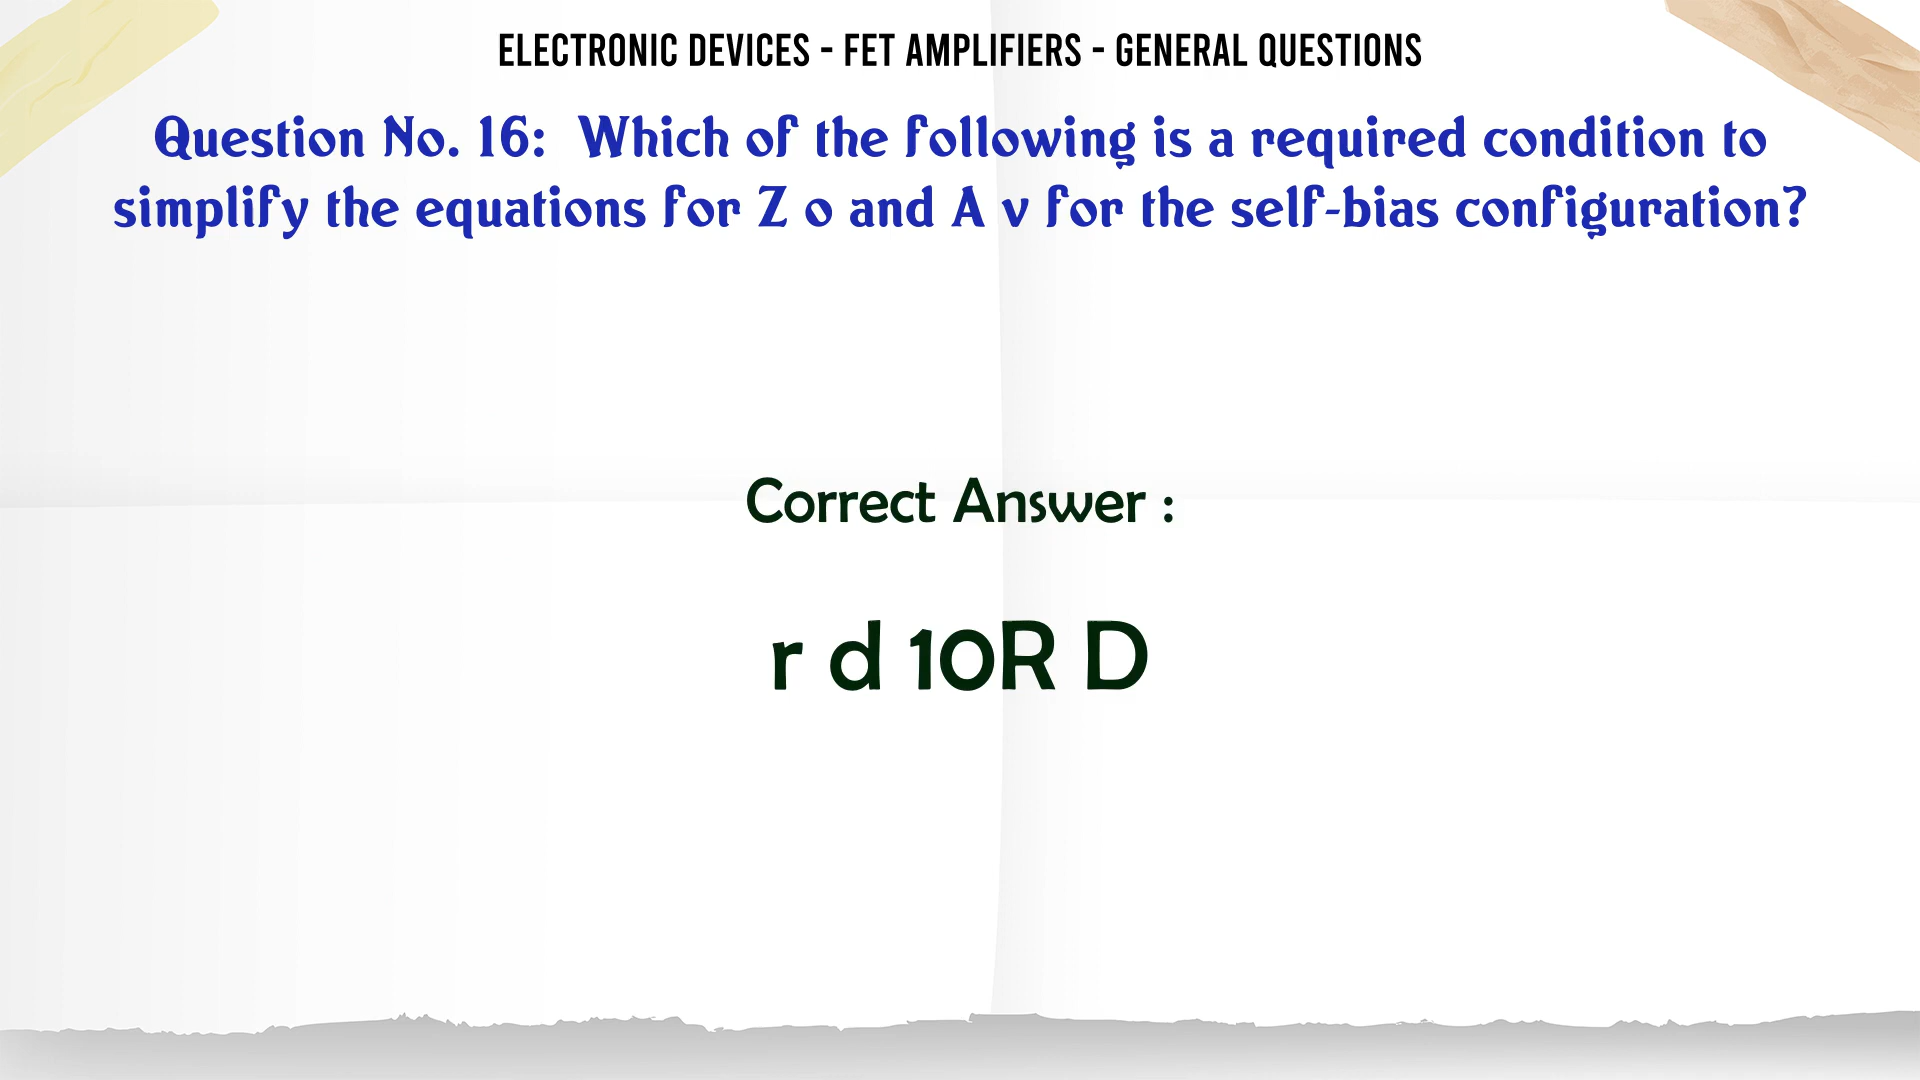 ELECTRONIC DEVICES - FET AMPLIFIERS - GENERAL QUESTIONS
Question No. 16: Which of the following is a required condition to
simplify the equations for Z o and A v for the self-bias configuration?
Correct Answer :
r d 10R D